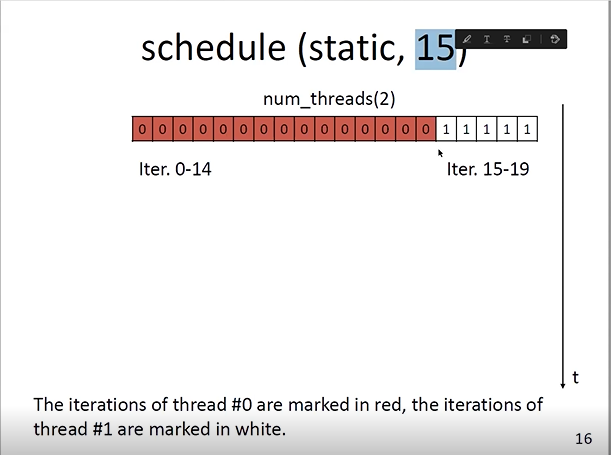 schedule (static, 15)
num_threads(2)
0 0 0 0 0 0 0 0 0 0 0 0 0 0 0 1 1 1 1 1
Iter. 0-14 Iter. 15-19
t
The iterations of thread #0 are marked in red, the iterations of
thread #1 are marked in white.
16